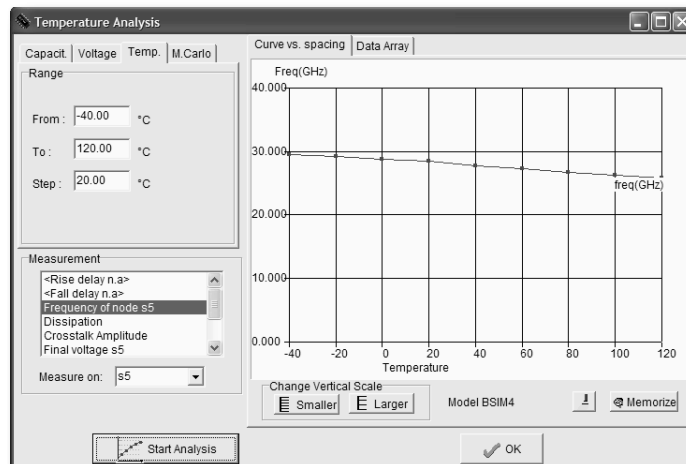 Temperature Analysis
Capacit. Voltage Temp. M.Carlo
Range
From : -40.00 °C
To : 120.00 °C
Step : 20.00 °C
Measurement
<Rise delay n.a>
<Fall delay n.a>
Frequency of node s5
Dissipation
Crosstalk Amplitude
Final voltage s5
Measure on: s5
Start Analysis
Curve vs. spacing Data Array
Freq(GHz)
40.000
30.000
20.000
10.000
0.000
freq(GHz)
-40 -20 0 20 40 60 80 100 120
Temperature
Change Vertical Scale
Smaller Larger
Model BSIM4
Memorize
OK